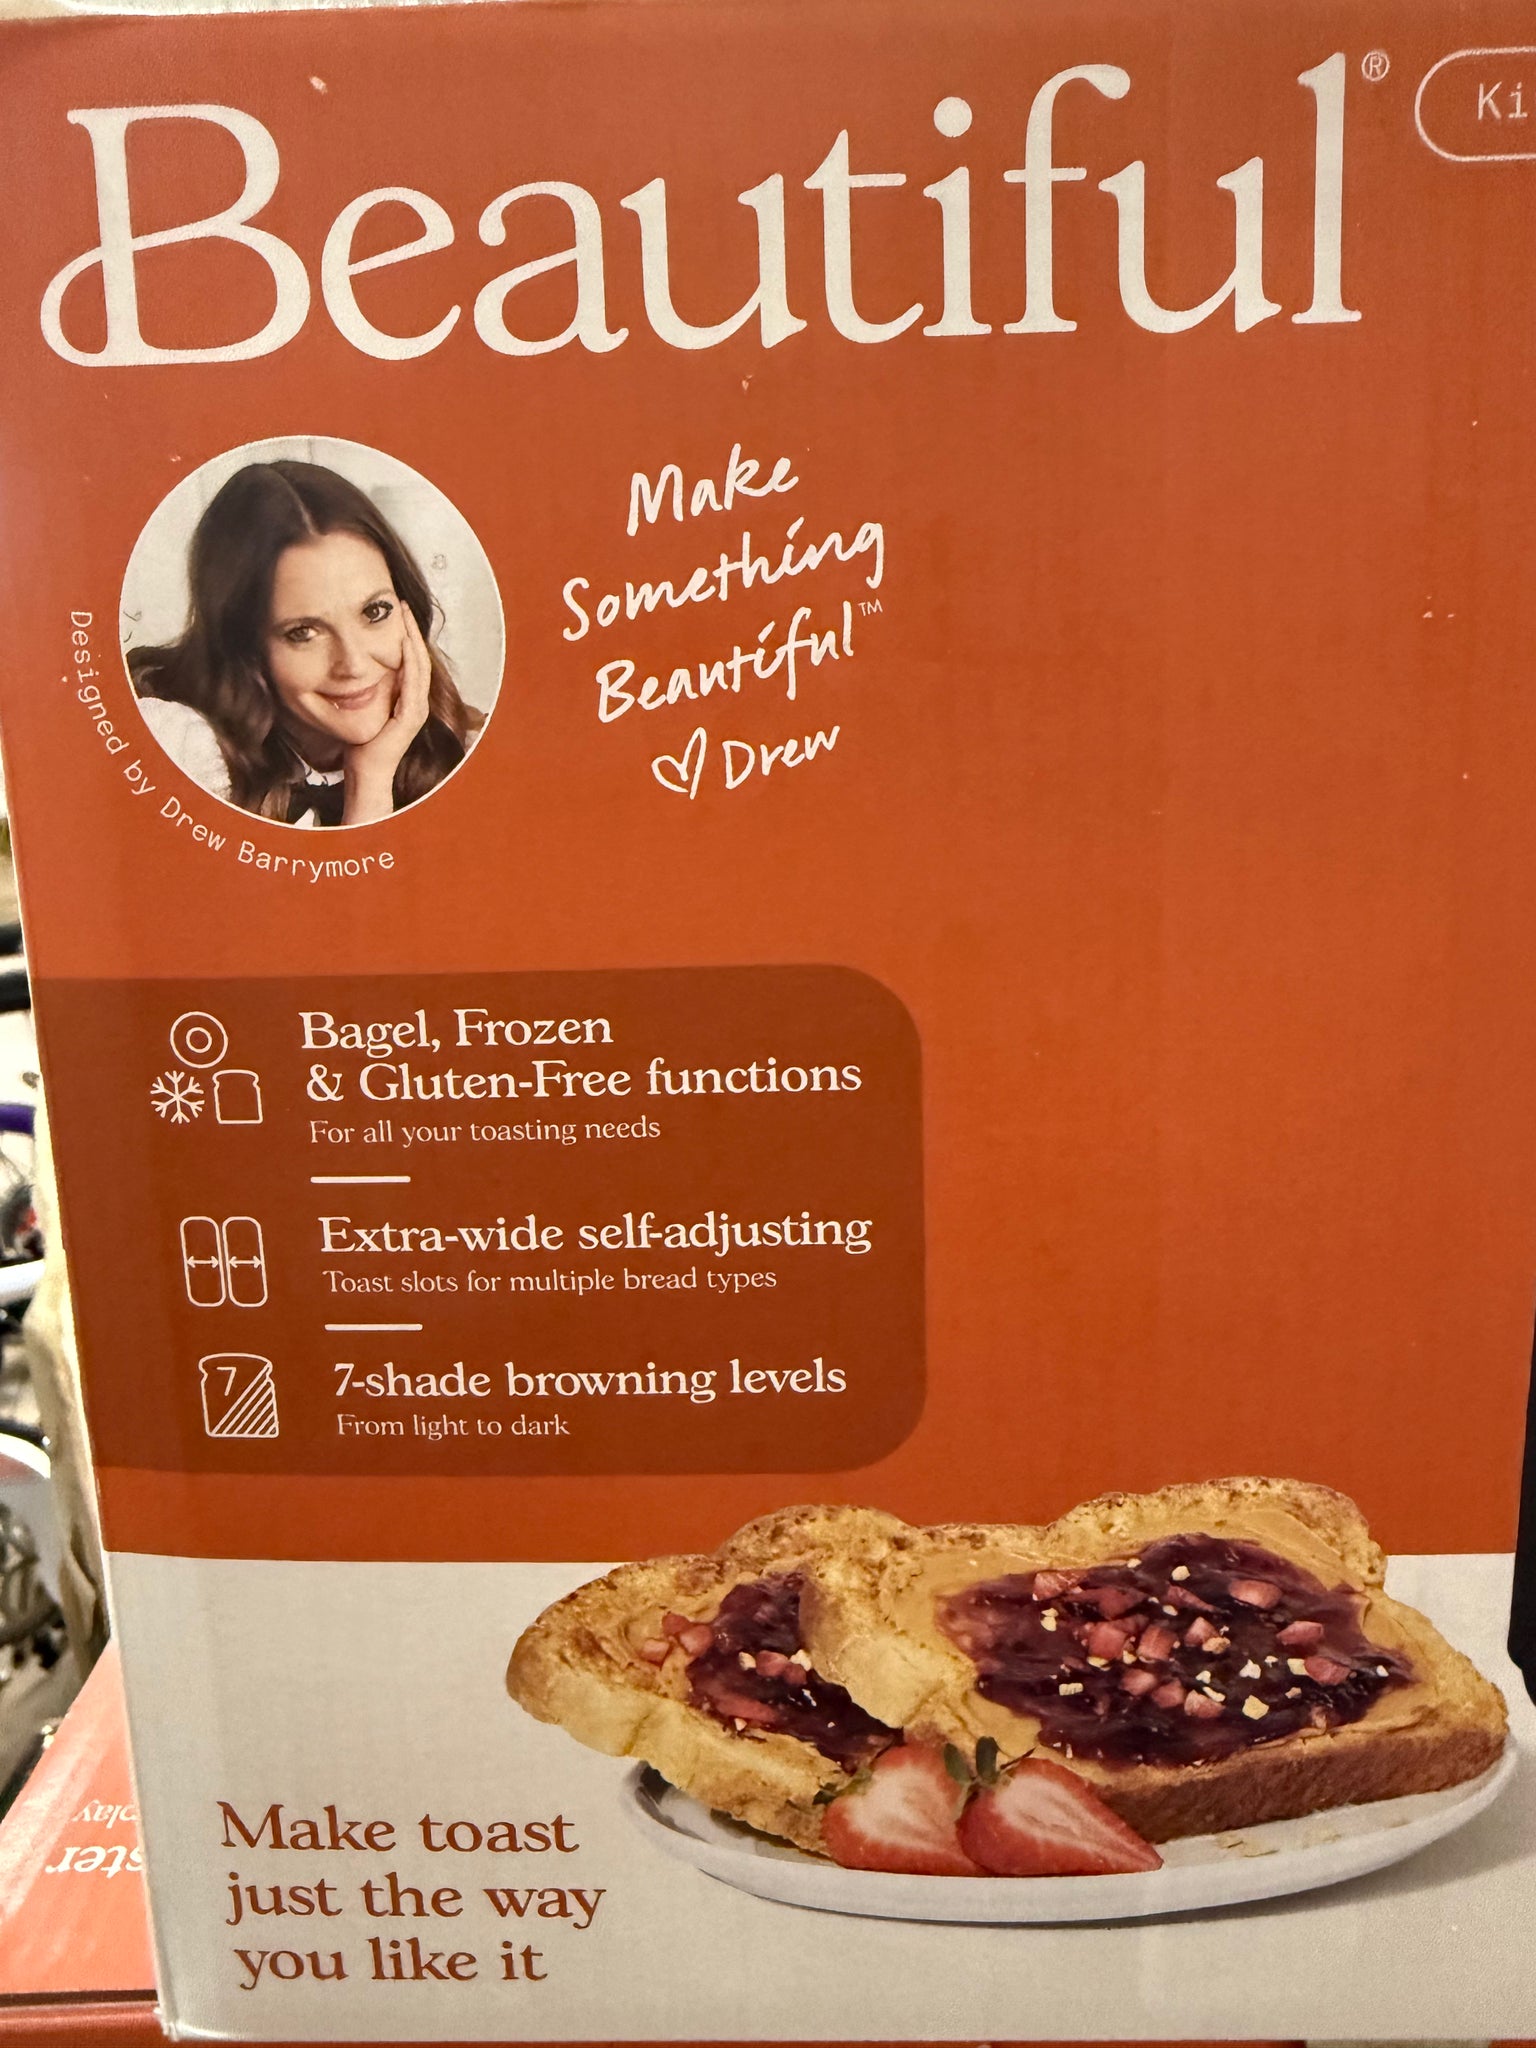 Beautiful®
Ki
Make
Something
Beautiful™
Drew
Designed by Drew Barrymore
Bagel, Frozen
& Gluten-Free functions
For all your toasting needs
Extra-wide self-adjusting
Toast slots for multiple bread types
7
7-shade browning levels
From light to dark
Make toast
just the way
you like it